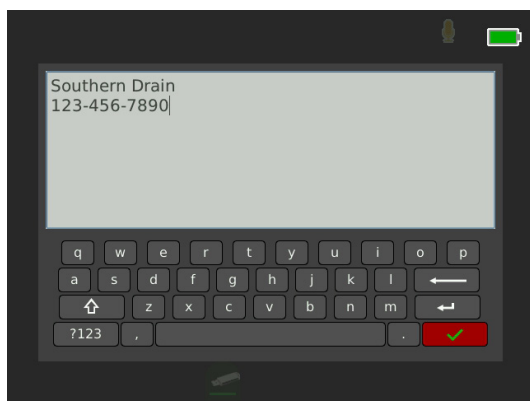 Southern Drain
123-456-7890
q w e r t y u i o p
a s d f g h j k l
z x c v b n m
?123 , .